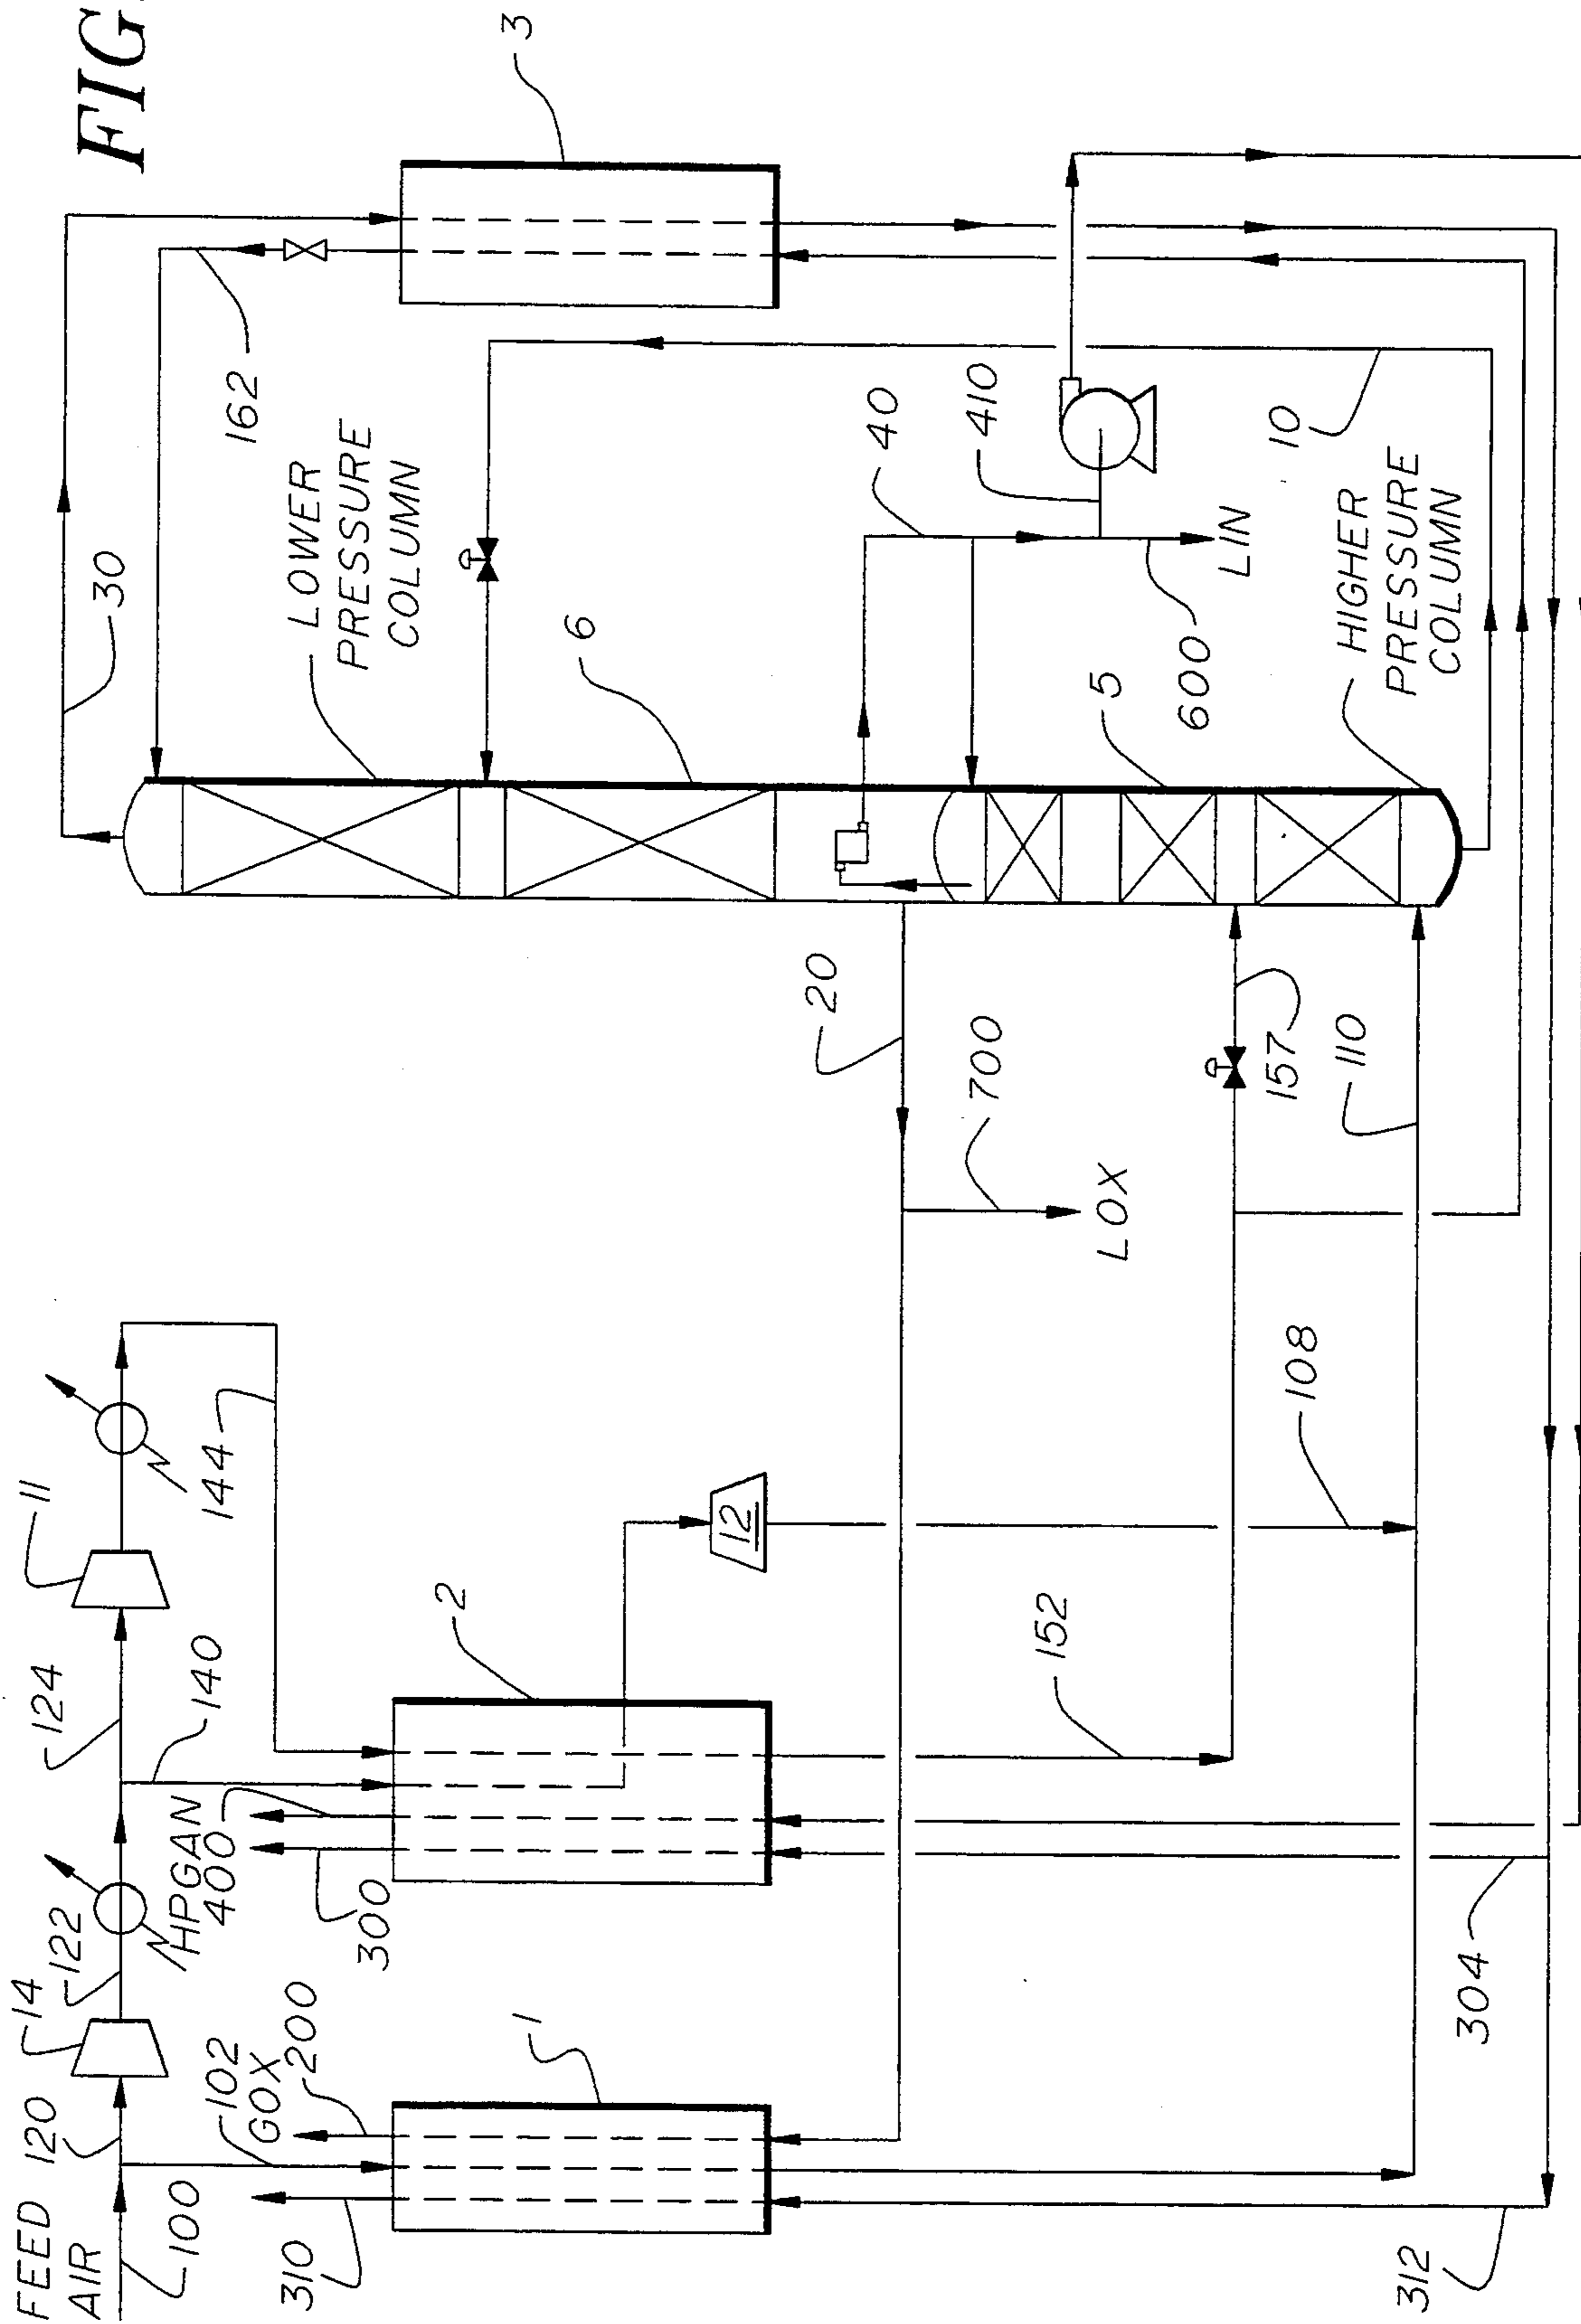 FIG.
FEED
AIR
100
120
14
122
124
11
102
GOX
200
310
HPGAN
400
300
140
144
1
2
12
3
30
162
LOWER
PRESSURE
COLUMN
6
20
700
LOX
40
410
600
LIN
5
10
HIGHER
PRESSURE
COLUMN
157
110
108
152
304
312